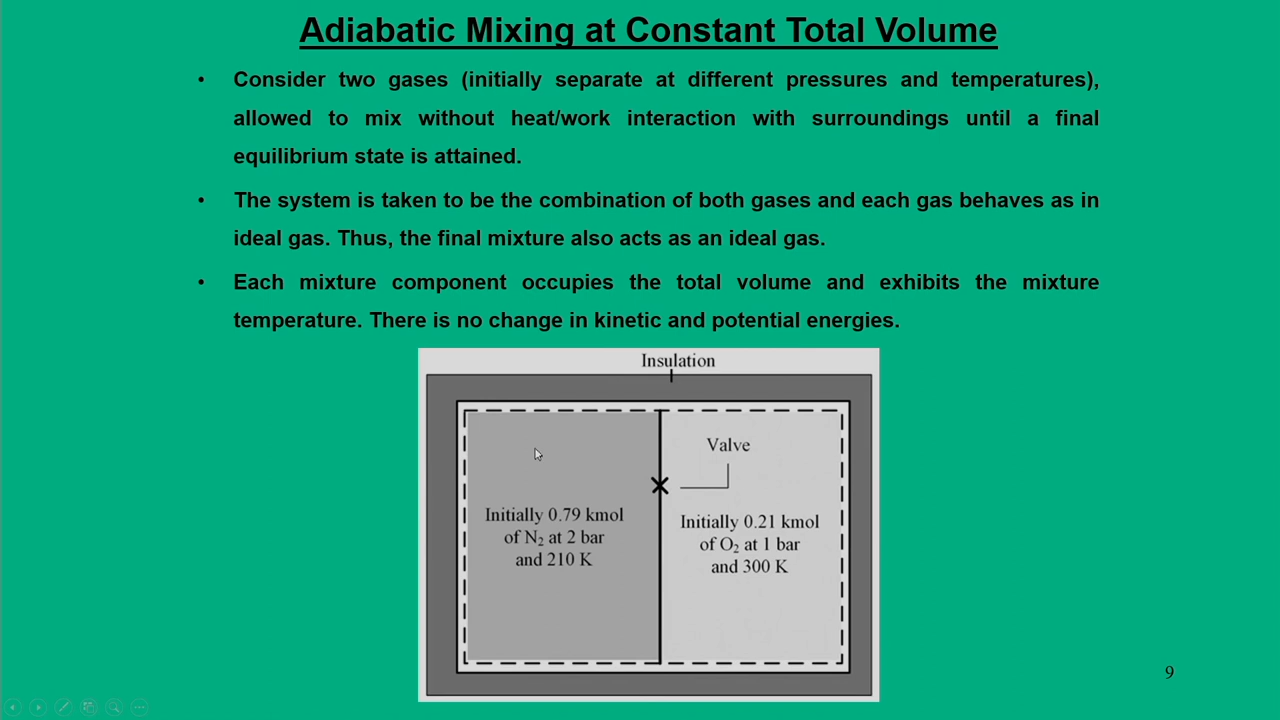 Adiabatic Mixing at Constant Total Volume
• Consider two gases (initially separate at different pressures and temperatures),
allowed to mix without heat/work interaction with surroundings until a final
equilibrium state is attained.
• The system is taken to be the combination of both gases and each gas behaves as in
ideal gas. Thus, the final mixture also acts as an ideal gas.
• Each mixture component occupies the total volume and exhibits the mixture
temperature. There is no change in kinetic and potential energies.
Insulation
Valve
Initially 0.79 kmol
of N₂ at 2 bar
and 210 K
Initially 0.21 kmol
of O₂ at 1 bar
and 300 K
9